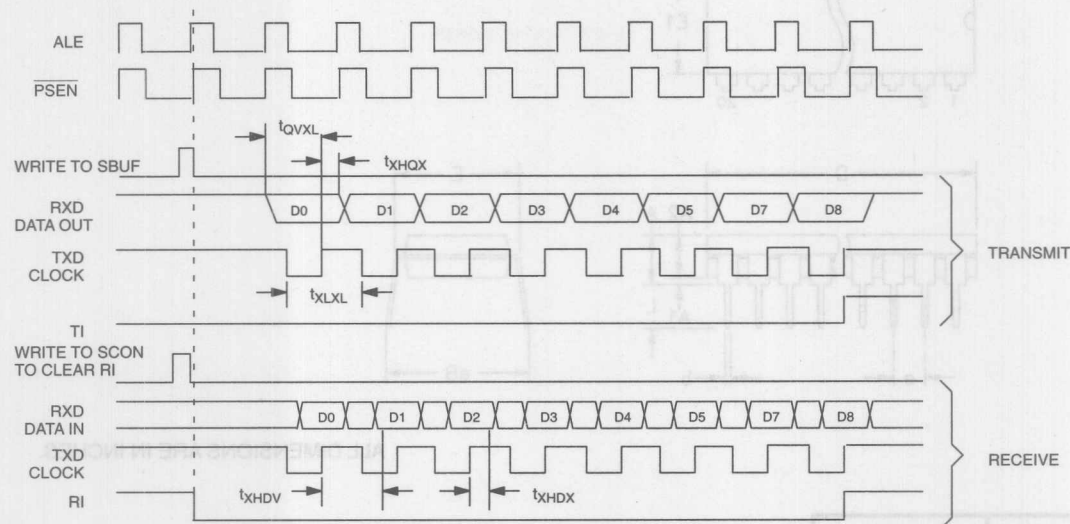 ALE
PSEN
tQVXL
tXHQX
WRITE TO SBUF
RXD
DATA OUT
D0 D1 D2 D3 D4 D5 D7 D8
TXD
CLOCK
TRANSMIT
tXLXL
TI
WRITE TO SCON
TO CLEAR RI
RXD
DATA IN
D0 D1 D2 D3 D4 D5 D7 D8
ALL DIMENSIONS ARE IN INCHES.
TXD
CLOCK
RECEIVE
tXHDV
tXHDX
RI